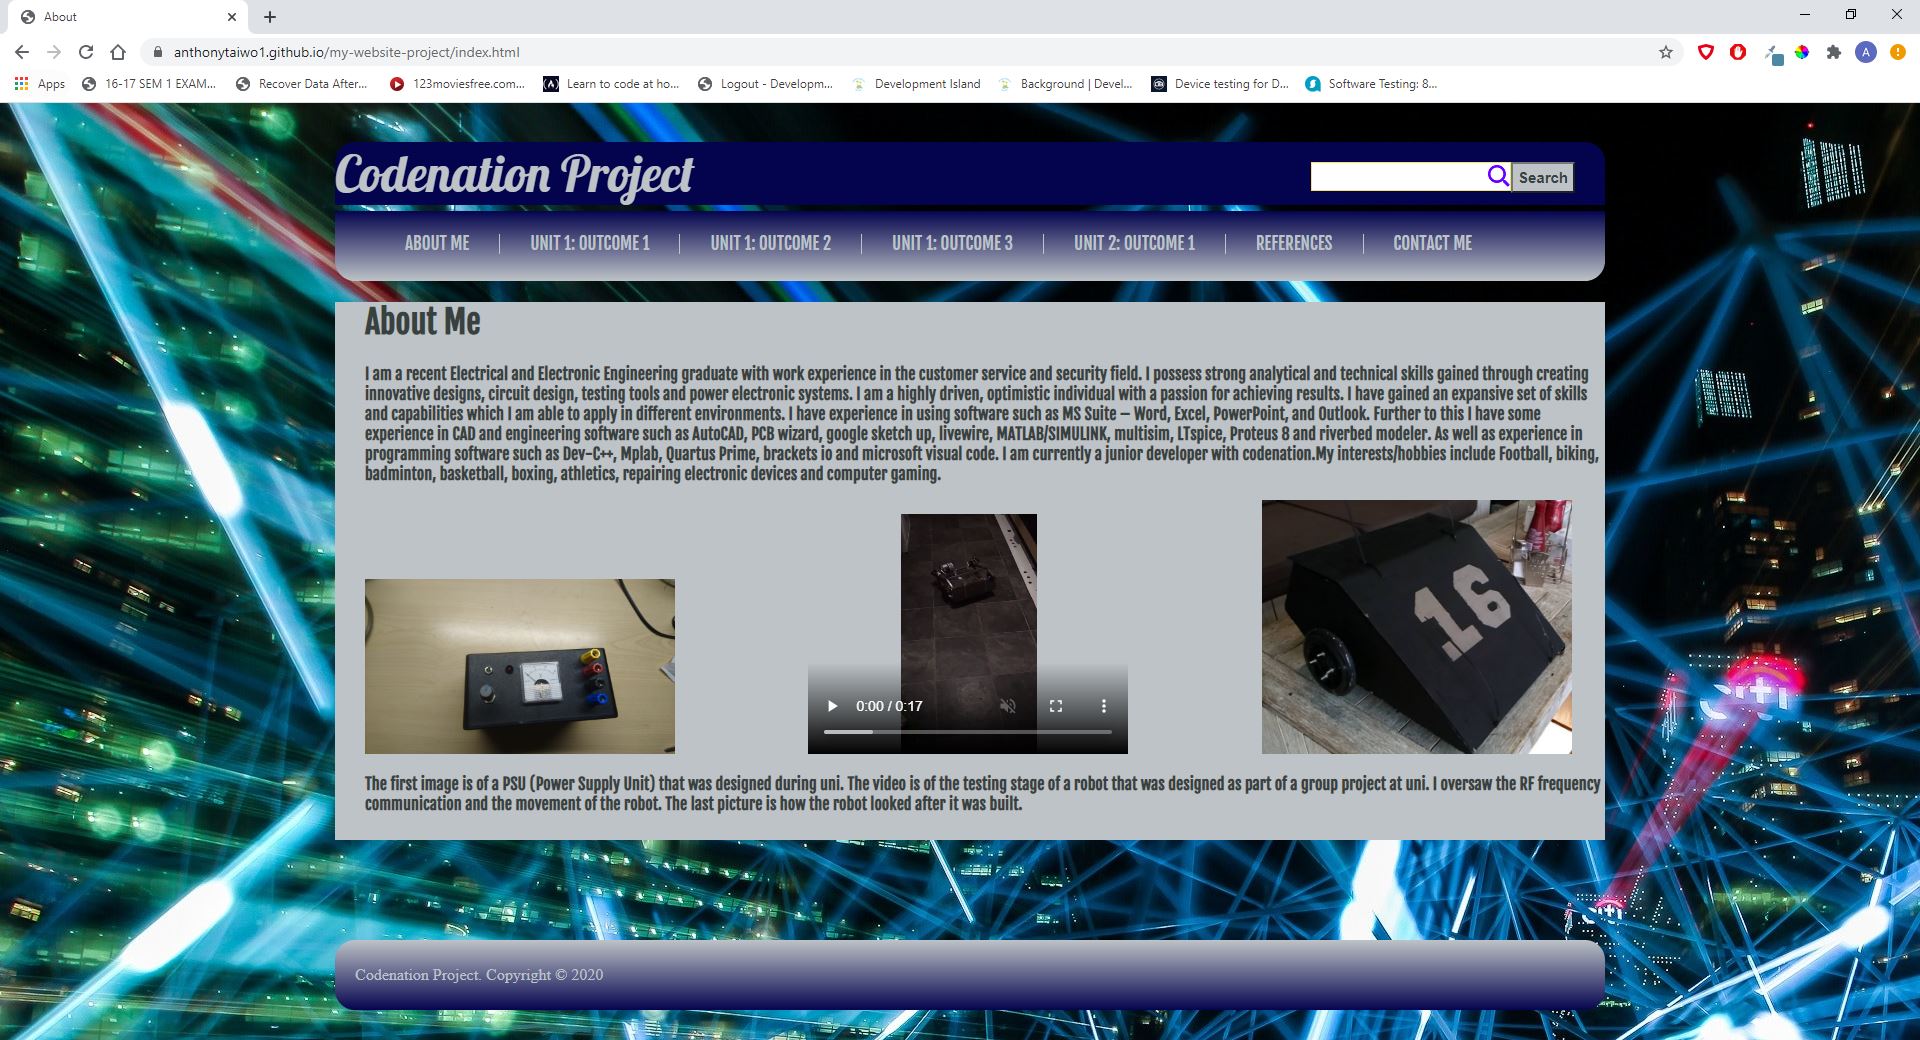 About
anthonytaiwo1.github.io/my-website-project/index.html
A
Apps
16-17 SEM 1 EXAM...
Recover Data After...
123moviesfree.com...
Learn to code at ho...
Logout - Developm...
Development Island
Background | Devel...
Device testing for D...
Software Testing: 8...
Codenation Project
Search
ABOUT ME
UNIT 1: OUTCOME 1
UNIT 1: OUTCOME 2
UNIT 1: OUTCOME 3
UNIT 2: OUTCOME 1
REFERENCES
CONTACT ME
About Me
I am a recent Electrical and Electronic Engineering graduate with work experience in the customer service and security field. I possess strong analytical and technical skills gained through creating
innovative designs, circuit design, testing tools and power electronic systems. I am a highly driven, optimistic individual with a passion for achieving results. I have gained an expansive set of skills
and capabilities which I am able to apply in different environments. I have experience in using software such as MS Suite – Word, Excel, PowerPoint, and Outlook. Further to this I have some
experience in CAD and engineering software such as AutoCAD, PCB wizard, google sketch up, livewire, MATLAB/SIMULINK, multisim, LTspice, Proteus 8 and riverbed modeler. As well as experience in
programming software such as Dev-C++, Mplab, Quartus Prime, brackets io and microsoft visual code. I am currently a junior developer with codenation.My interests/hobbies include Football, biking,
badminton, basketball, boxing, athletics, repairing electronic devices and computer gaming.
16
0:00 / 0:17
The first image is of a PSU (Power Supply Unit) that was designed during uni. The video is of the testing stage of a robot that was designed as part of a group project at uni. I oversaw the RF frequency
communication and the movement of the robot. The last picture is how the robot looked after it was built.
citi
citi
Codenation Project. Copyright © 2020